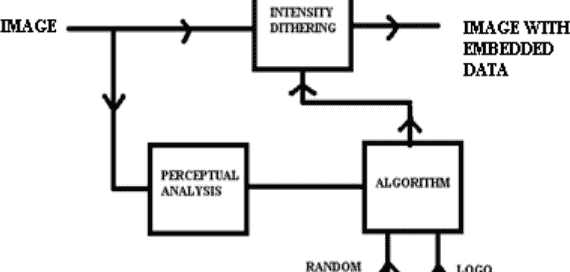 INTENSITY
DITHERING
IMAGE
IMAGE WITH
EMBEDDED
DATA
PERCEPTUAL
ANALYSIS
ALGORITHM
RANDOM
LOGO